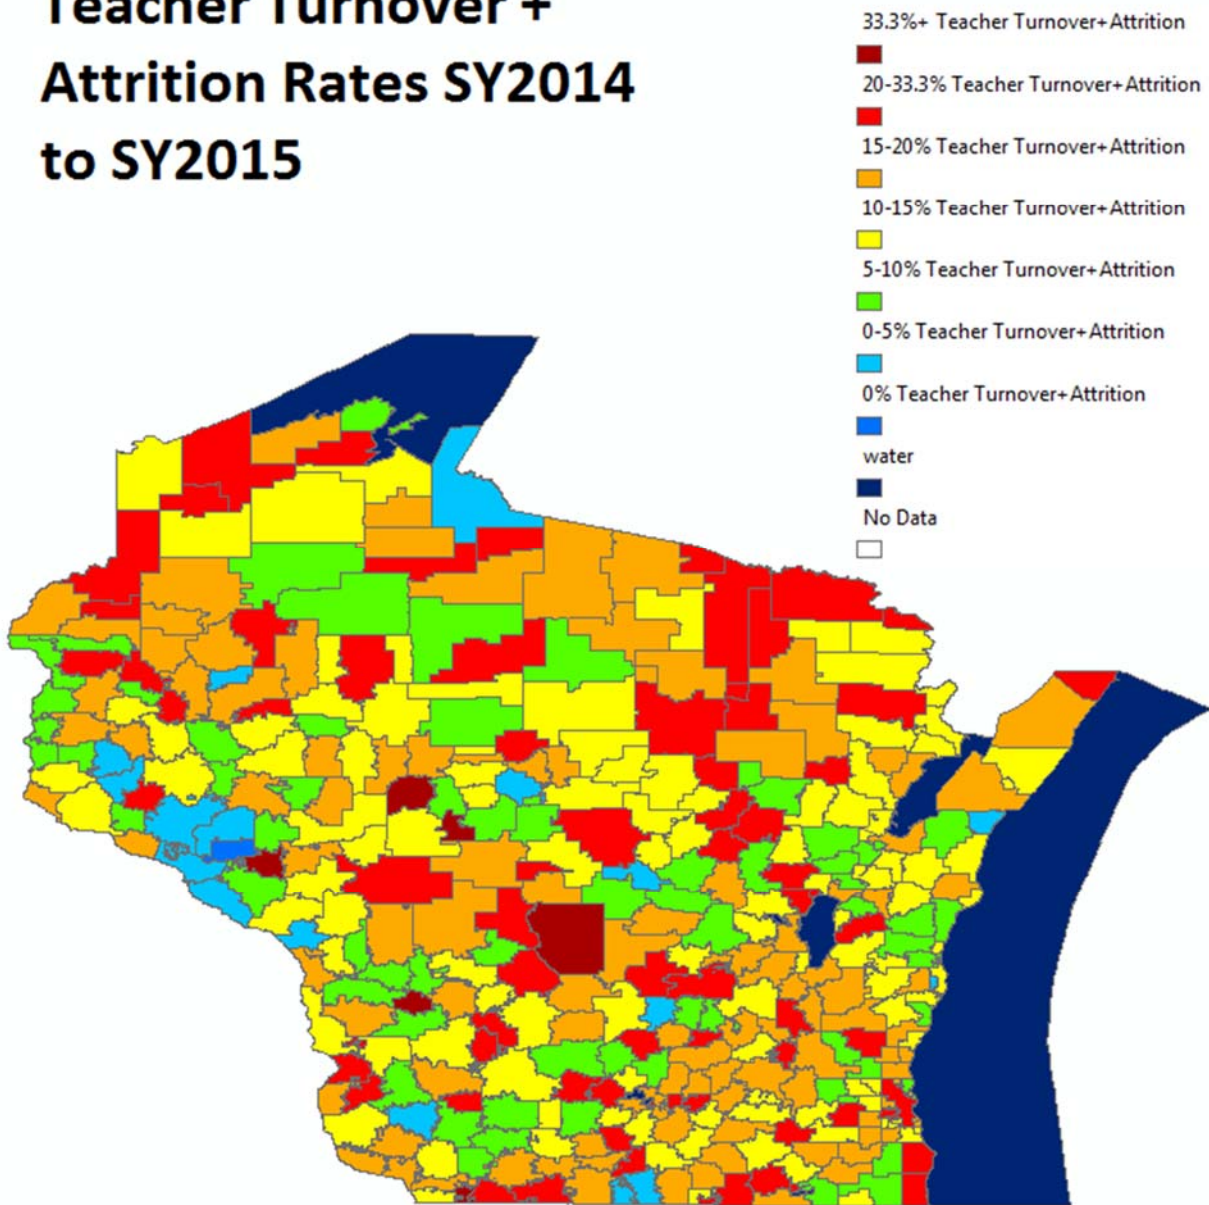 Teacher Turnover +
Attrition Rates SY2014
to SY2015
33.3%+ Teacher Turnover+Attrition
20-33.3% Teacher Turnover+Attrition
15-20% Teacher Turnover+Attrition
10-15% Teacher Turnover+Attrition
5-10% Teacher Turnover+Attrition
0-5% Teacher Turnover+Attrition
0% Teacher Turnover+Attrition
water
No Data